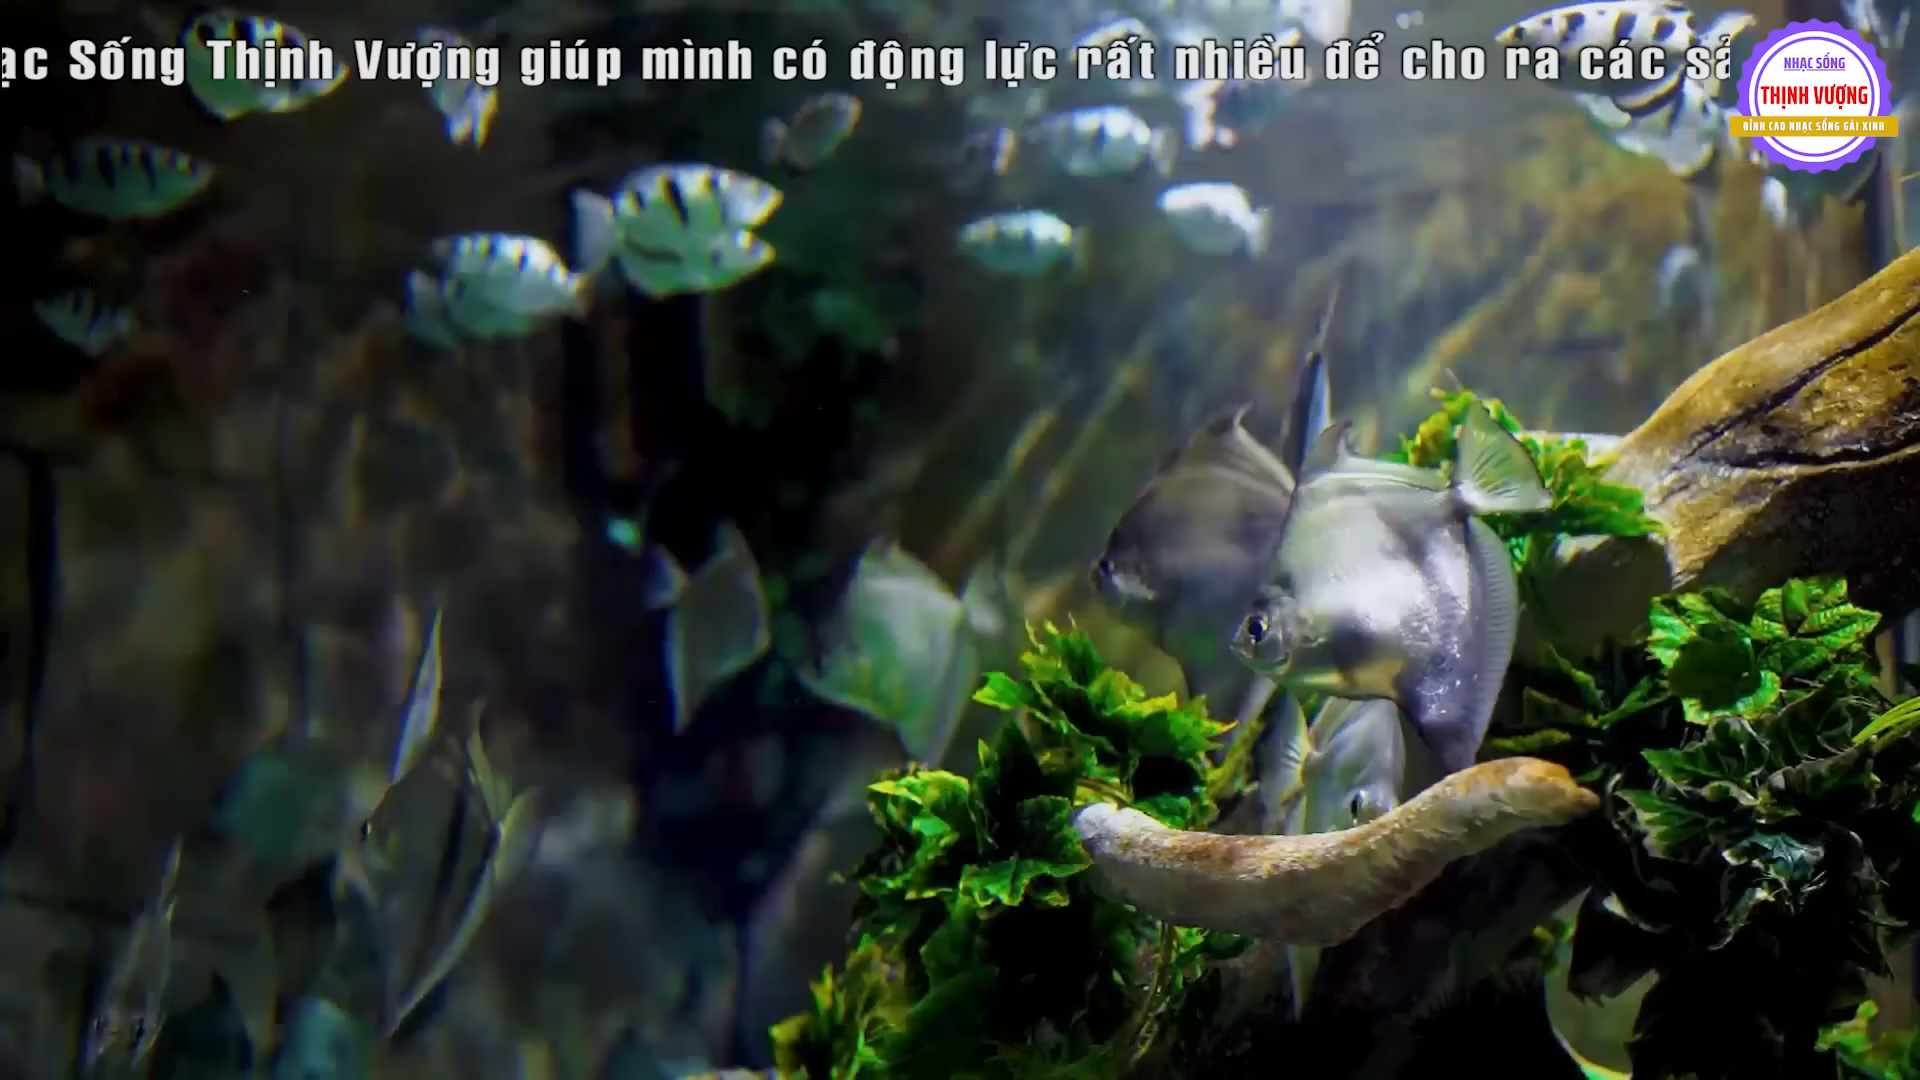 ạc Sống Thịnh Vượng giúp mình có động lực rất nhiều để cho ra các sả
NHẠC SỐNG
THỊNH VƯỢNG
ĐỈNH CAO NHẠC SỐNG GÁI XINH